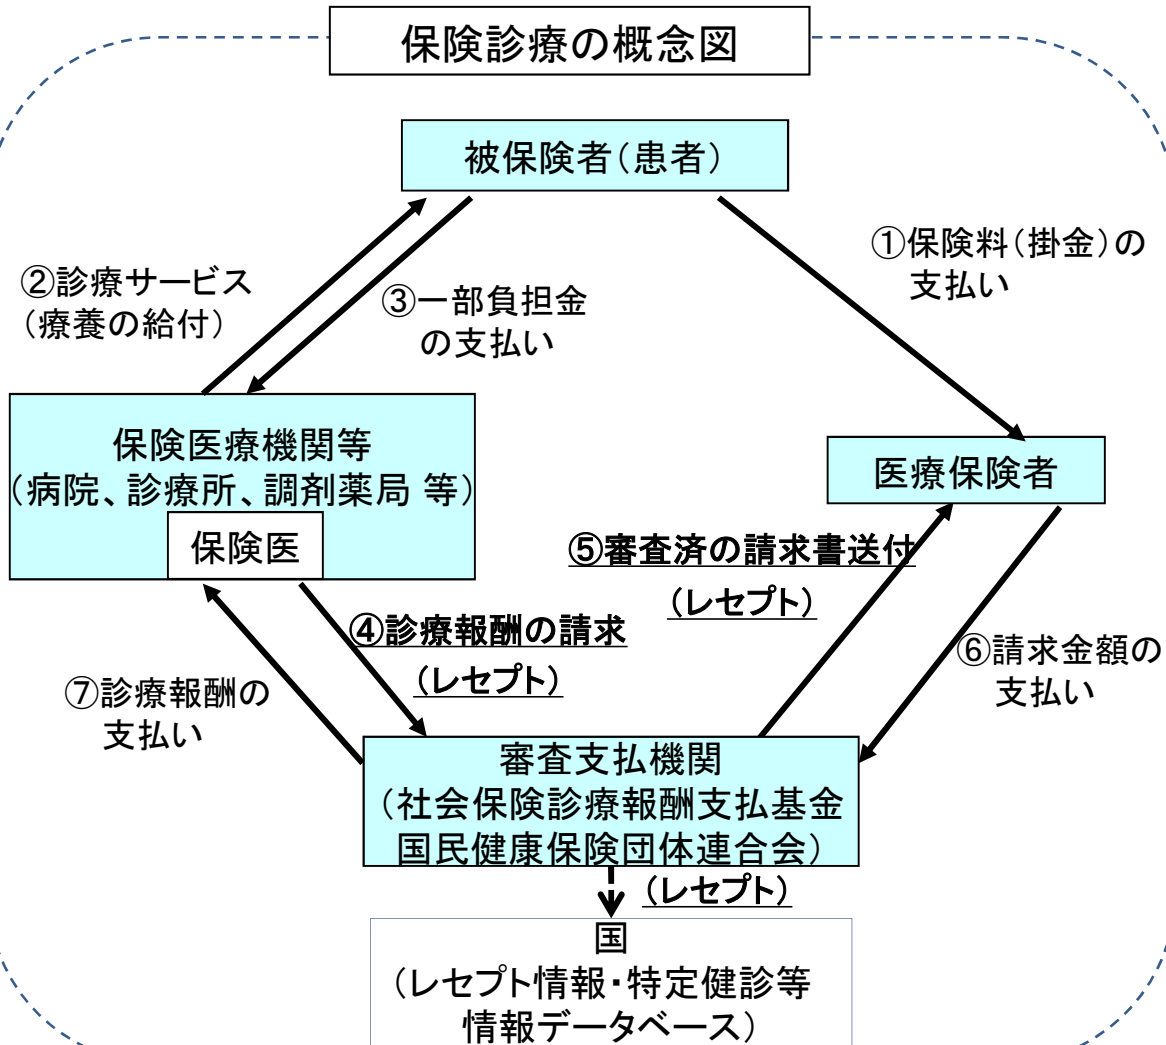 保険診療の概念図
被保険者(患者)
①保険料(掛金)の
支払い
②診療サービス
(療養の給付)
③一部負担金
の支払い
保険医療機関等
(病院、診療所、調剤薬局 等)
保険医
医療保険者
⑤審査済の請求書送付
(レセプト)
④診療報酬の請求
(レセプト)
⑥請求金額の
支払い
⑦診療報酬の
支払い
審査支払機関
(社会保険診療報酬支払基金
国民健康保険団体連合会)
(レセプト)
国
(レセプト情報・特定健診等
情報データベース)